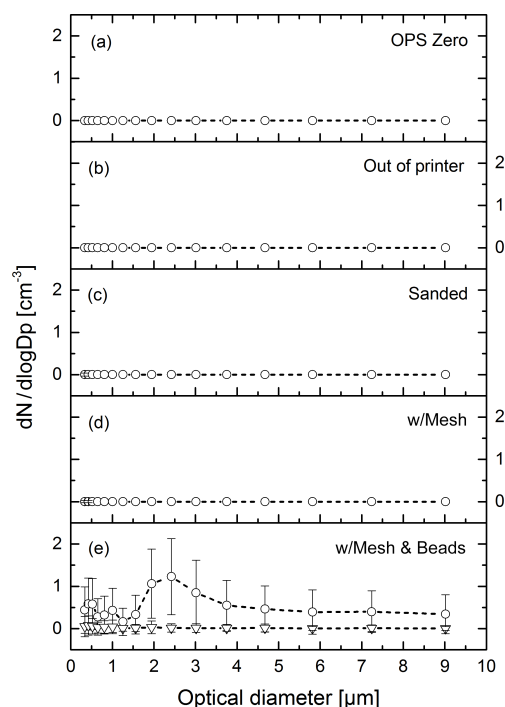 (a) OPS Zero
2
1
0
(b) Out of printer
2
1
0
(c) Sanded
2
1
0
(d) w/Mesh
2
1
0
(e) w/Mesh & Beads
2
1
0
dN/dlogDp [cm⁻³]
0 1 2 3 4 5 6 7 8 9 10
Optical diameter [µm]